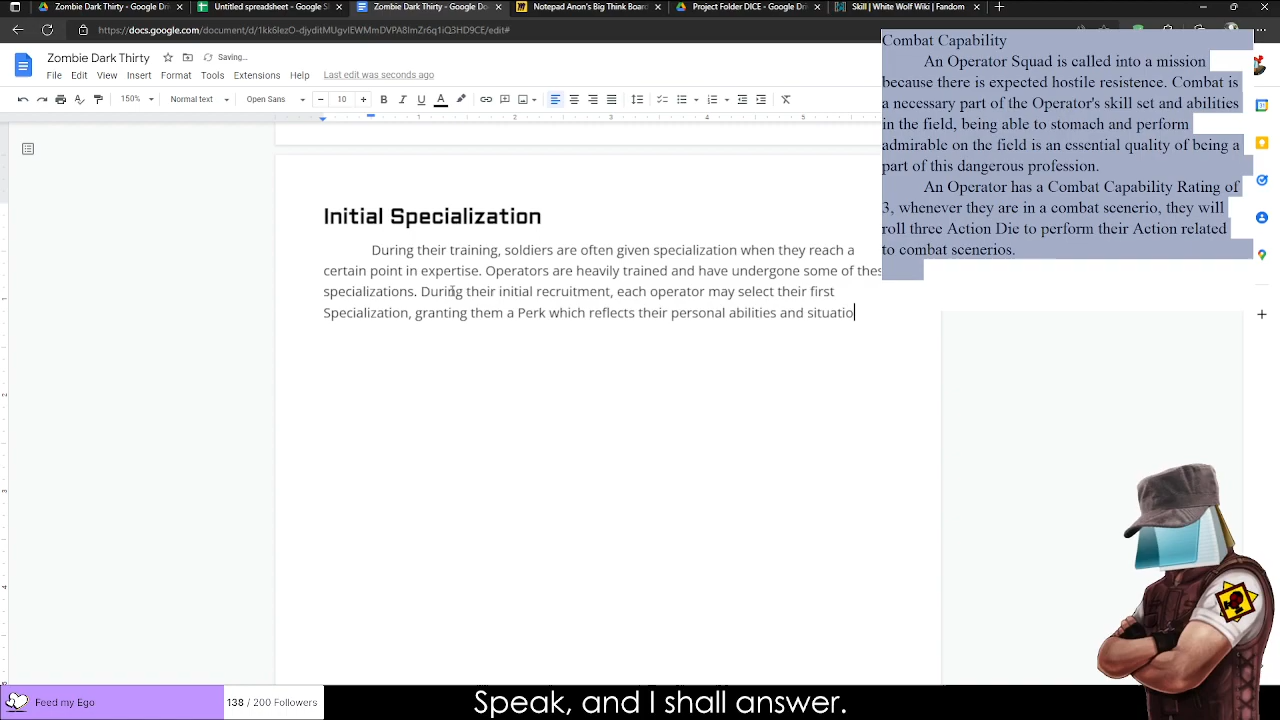 Untitled spreadsheet - Google S
Zombie Dark Thirty - Google Do
Notepad Anon's Big Think Board
Project Folder DICE - Google Dri
Skill | White Wolf Wiki | Fandom
https://docs.google.com/document/d/1kk6IezO-djyditMUgvIEWMmDVPA8ImZr6q1iQ3HD9CE/edit#
Zombie Dark Thirty
Saving...
File
Edit
View
Insert
Format
Tools
Extensions
Help
Last edit was seconds ago
150%
Normal text
Open Sans
10
B
I
U
A
1
2
3
4
5
Initial Specialization
During their training, soldiers are often given specialization when they reach a
certain point in expertise. Operators are heavily trained and have undergone some of thes
specializations. During their initial recruitment, each operator may select their first
Specialization, granting them a Perk which reflects their personal abilities and situatio
Combat Capability
An Operator Squad is called into a mission
because there is expected hostile resistence. Combat is
a necessary part of the Operator's skill set and abilities
in the field, being able to stomach and perform
admirable on the field is an essential quality of being a
part of this dangerous profession.
An Operator has a Combat Capability Rating of
3, whenever they are in a combat scenerio, they will
roll three Action Die to perform their Action related
to combat scenerios.
Feed my Ego
138 / 200 Followers
Speak, and I shall answer.